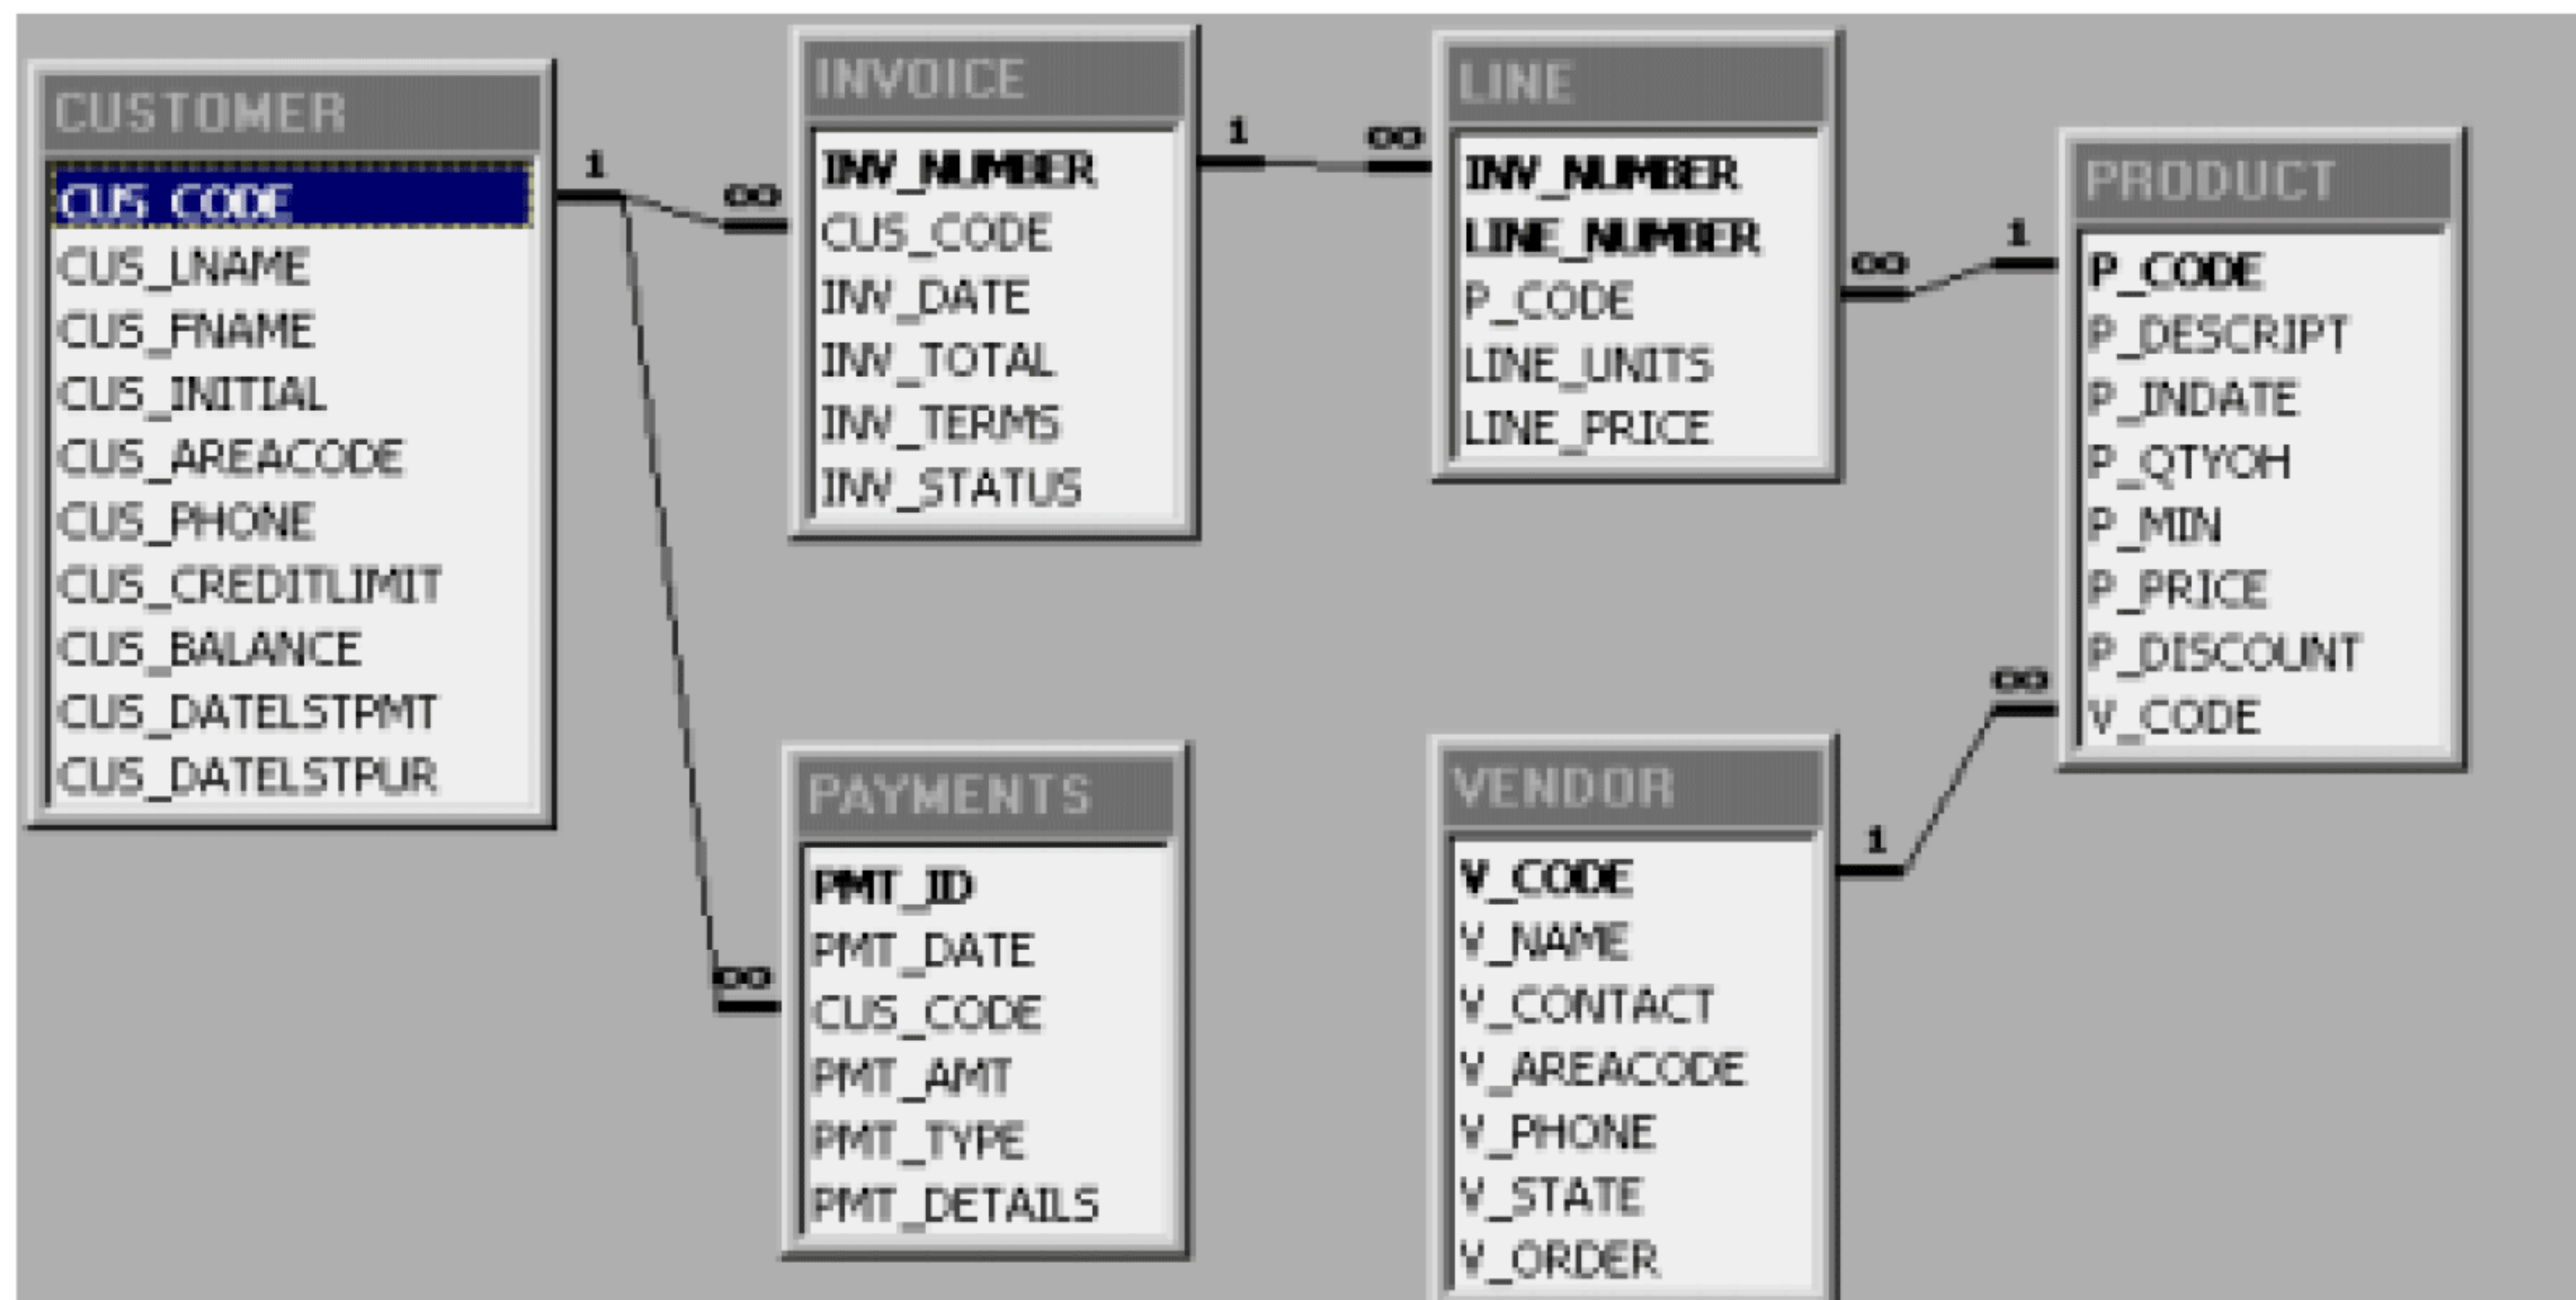 CUSTOMER
CUS_CODE
CUS_LNAME
CUS_FNAME
CUS_INITIAL
CUS_AREACODE
CUS_PHONE
CUS_CREDITLIMIT
CUS_BALANCE
CUS_DATELSTPMT
CUS_DATELSTPUR
1
∞
INVOICE
INV_NUMBER
CUS_CODE
INV_DATE
INV_TOTAL
INV_TERMS
INV_STATUS
1
∞
LINE
INV_NUMBER
LINE_NUMBER
P_CODE
LINE_UNITS
LINE_PRICE
∞
1
PRODUCT
P_CODE
P_DESCRIPT
P_INDATE
P_QTYOH
P_MIN
P_PRICE
P_DISCOUNT
V_CODE
∞
PAYMENTS
PMT_ID
PMT_DATE
CUS_CODE
PMT_AMT
PMT_TYPE
PMT_DETAILS
VENDOR
V_CODE
V_NAME
V_CONTACT
V_AREACODE
V_PHONE
V_STATE
V_ORDER
1
∞